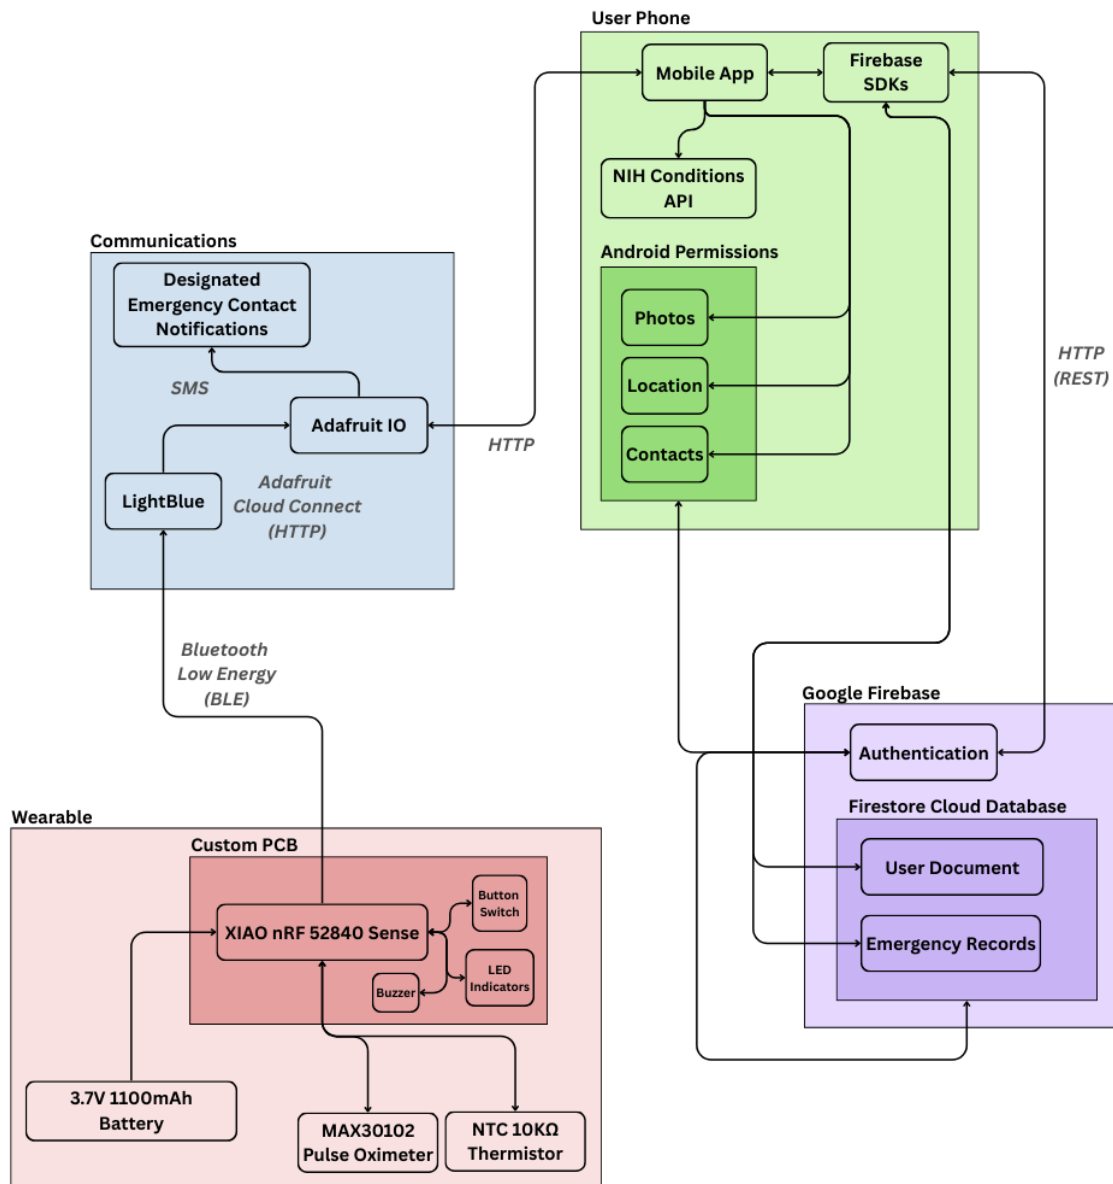 User Phone
Mobile App
Firebase
SDKs
NIH Conditions
API
Android Permissions
Photos
Location
Contacts
HTTP
(REST)
Communications
Designated
Emergency Contact
Notifications
SMS
Adafruit IO
HTTP
LightBlue
Adafruit
Cloud Connect
(HTTP)
Bluetooth
Low Energy
(BLE)
Google Firebase
Authentication
Firestore Cloud Database
User Document
Emergency Records
Wearable
Custom PCB
XIAO nRF 52840 Sense
Button
Switch
LED
Indicators
Buzzer
3.7V 1100mAh
Battery
MAX30102
Pulse Oximeter
NTC 10KΩ
Thermistor